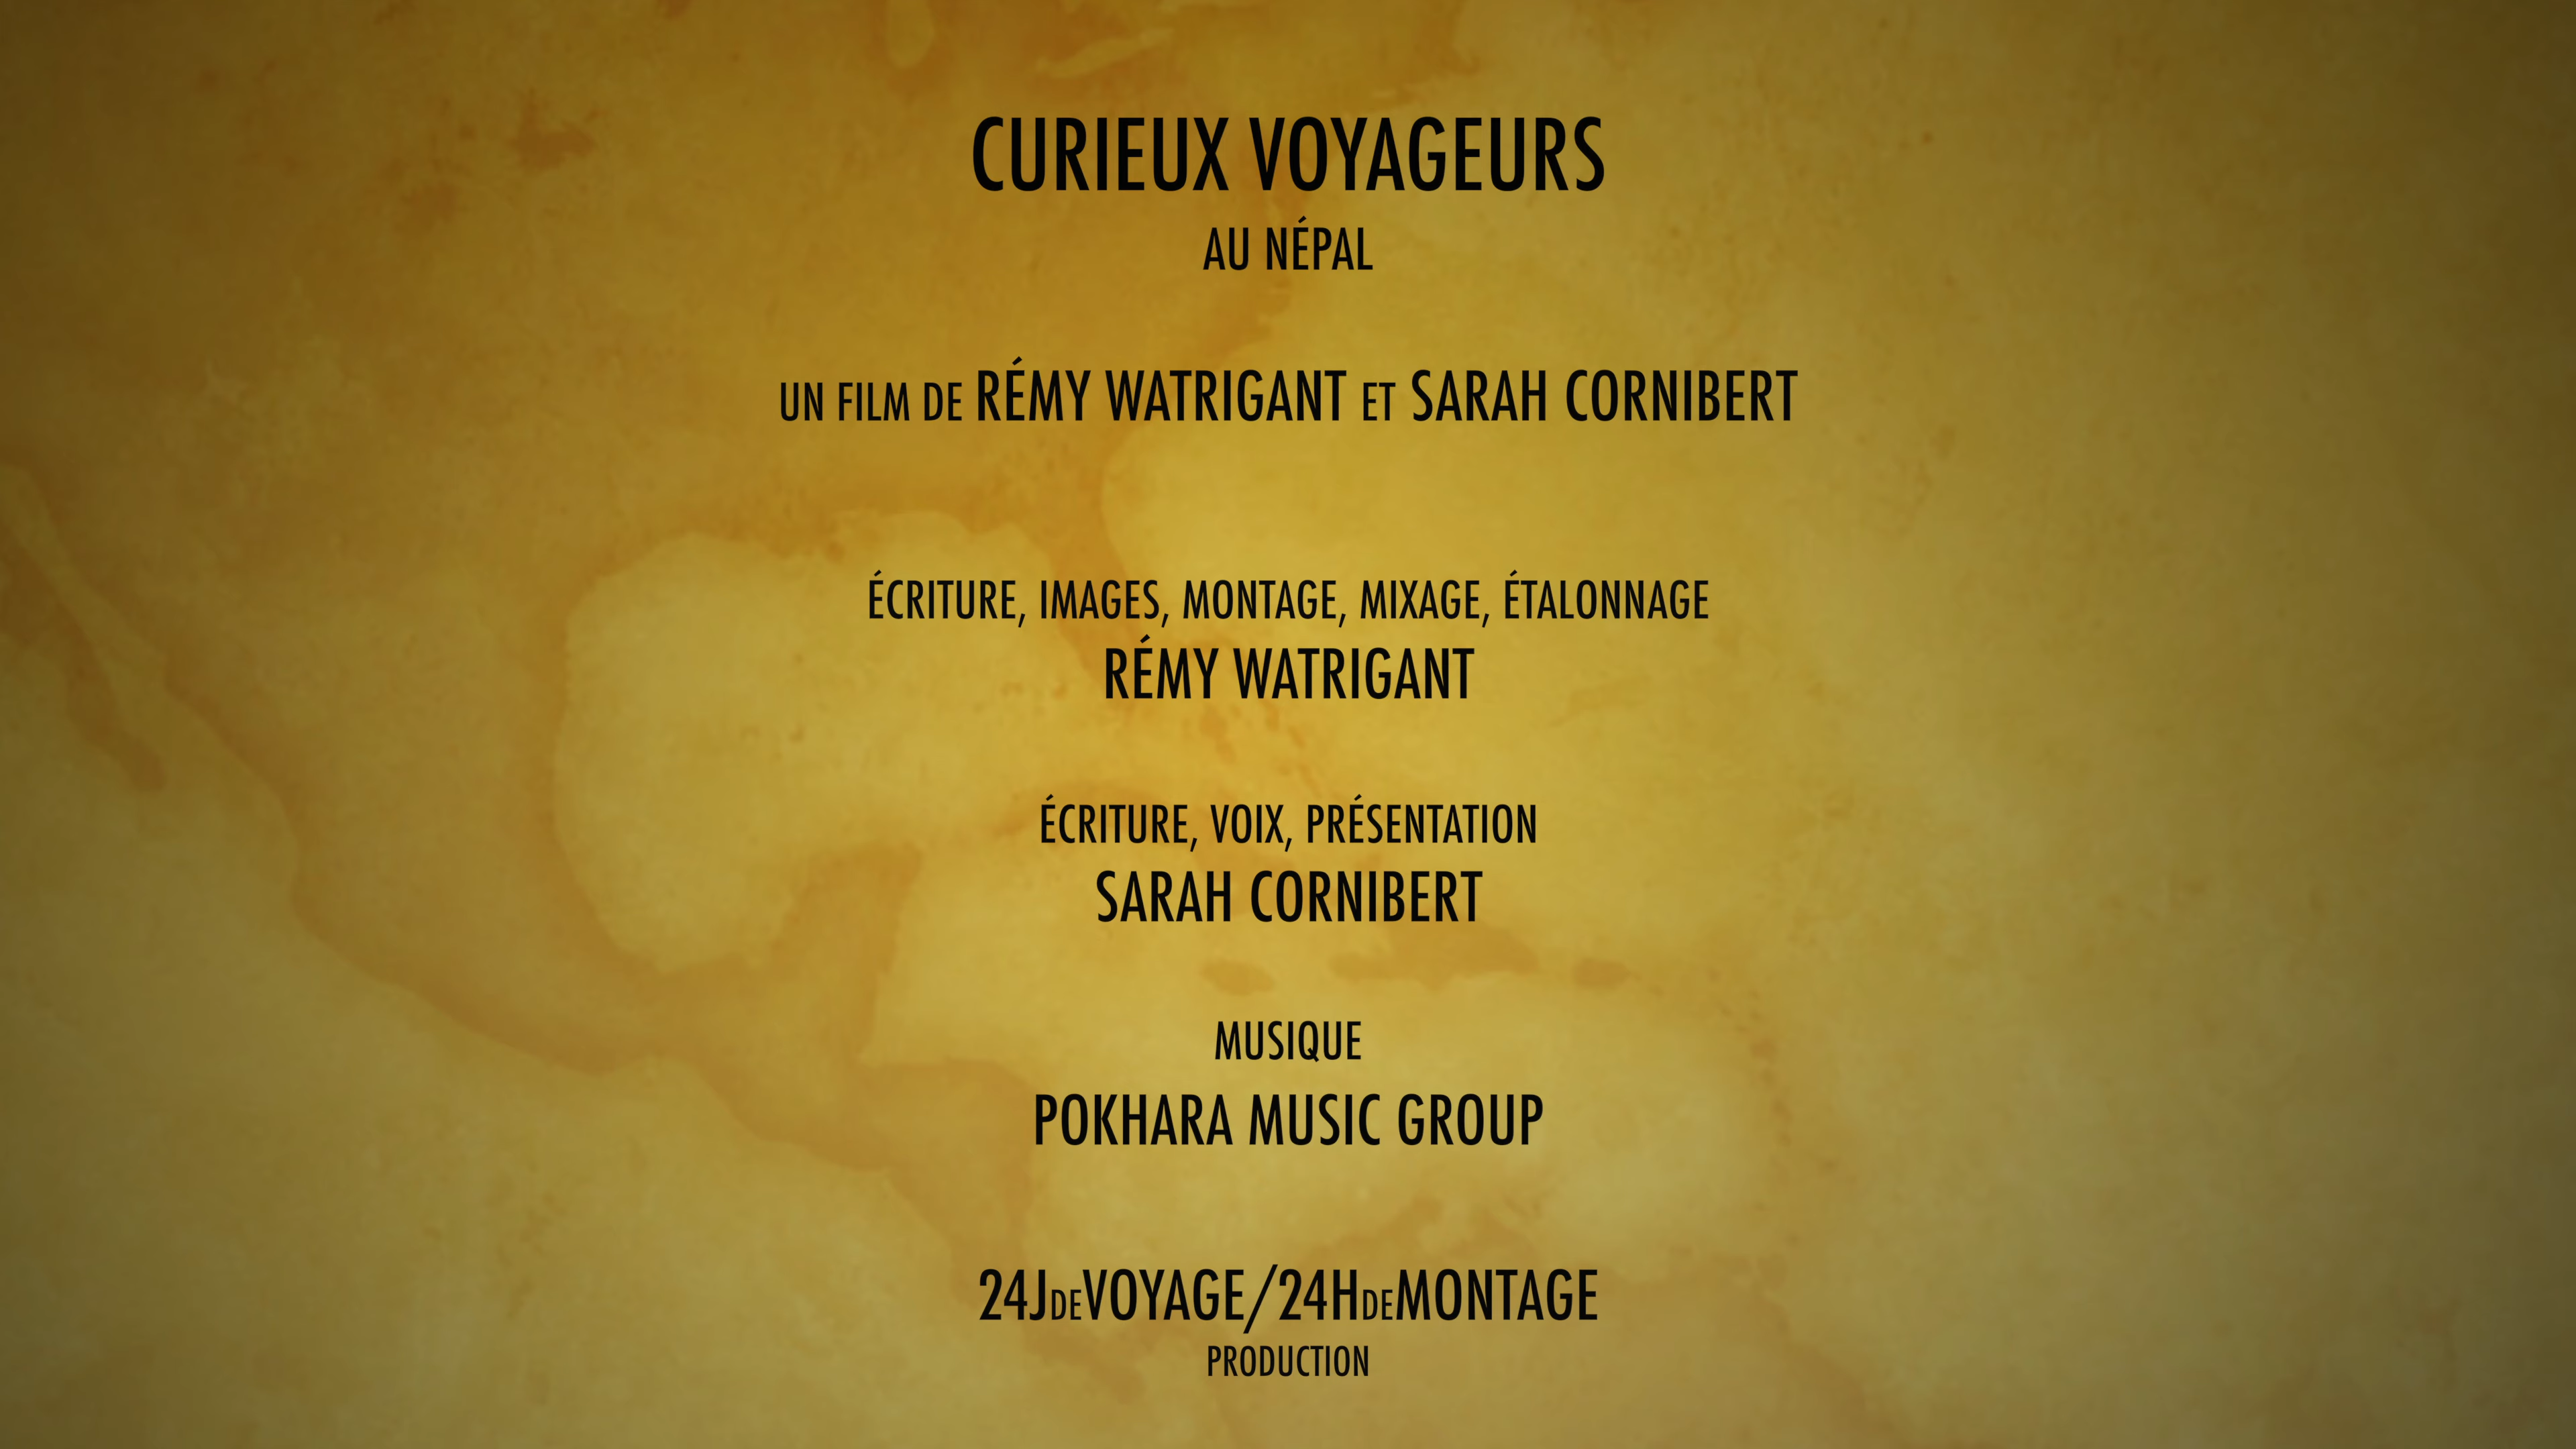 CURIEUX VOYAGEURS
AU NÉPAL
UN FILM DE RÉMY WATRIGANT ET SARAH CORNIBERT
ÉCRITURE, IMAGES, MONTAGE, MIXAGE, ÉTALONNAGE
RÉMY WATRIGANT
ÉCRITURE, VOIX, PRÉSENTATION
SARAH CORNIBERT
MUSIQUE
POKHARA MUSIC GROUP
24JDEVOYAGE/24HDEMONTAGE
PRODUCTION